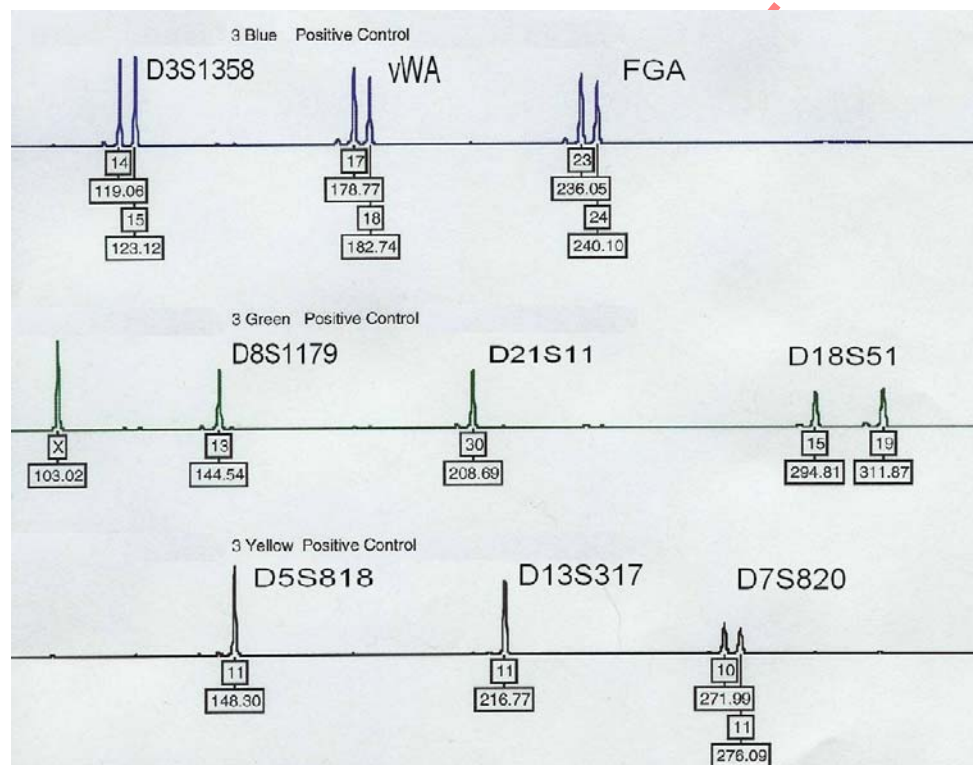 3 Blue Positive Control
D3S1358 vWA FGA
14 17 23
119.06 178.77 236.05
15 18 24
123.12 182.74 240.10
3 Green Positive Control
D8S1179 D21S11 D18S51
X 13 30 15 19
103.02 144.54 208.69 294.81 311.87
3 Yellow Positive Control
D5S818 D13S317 D7S820
11 11 10
148.30 216.77 271.99
11
276.09